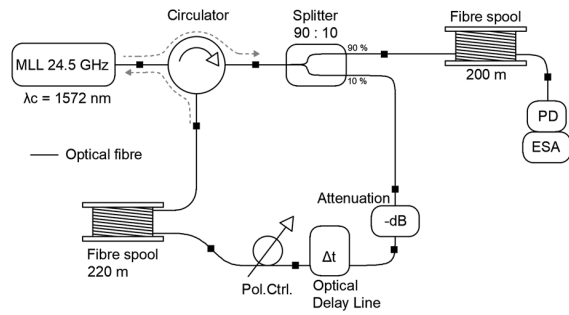 Circulator
Splitter
90 : 10
Fibre spool
90 %
MLL 24.5 GHz
10 %
200 m
λc = 1572 nm
PD
ESA
Optical fibre
Attenuation
-dB
Δt
Fibre spool
220 m
Pol.Ctrl.
Optical
Delay Line